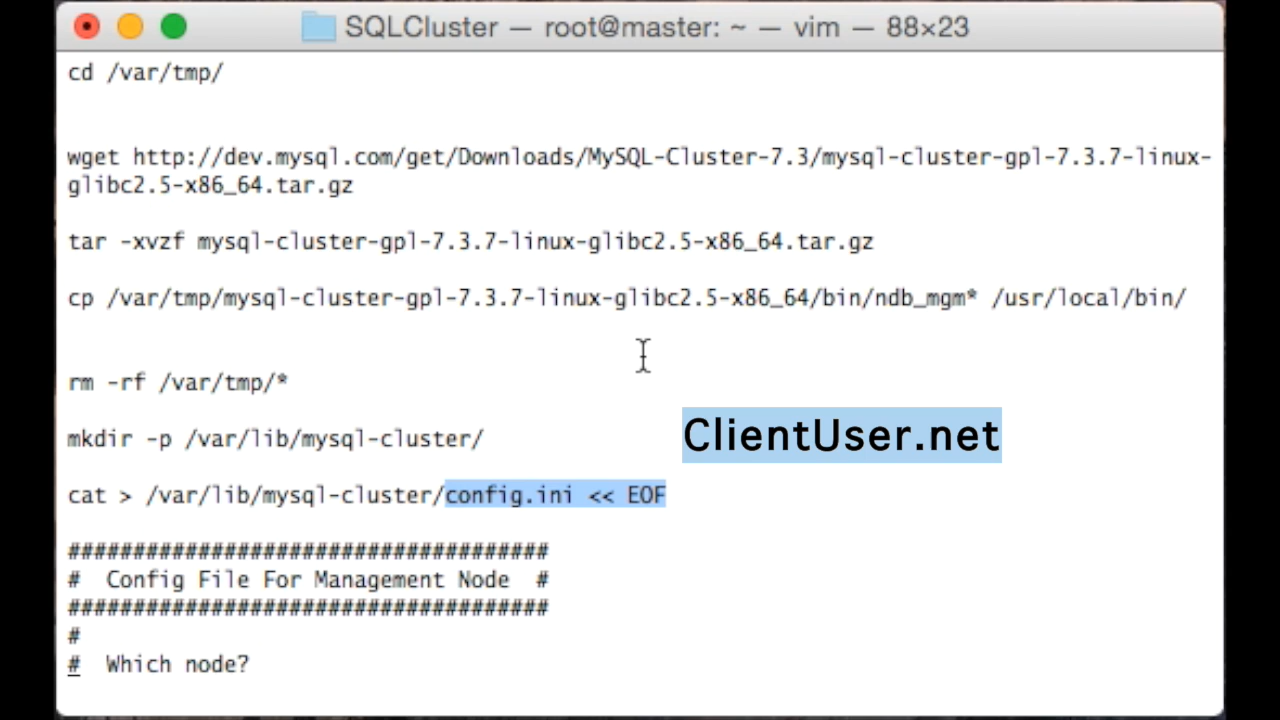 SQLCluster — root@master: ~ — vim — 88×23
cd /var/tmp/
wget http://dev.mysql.com/get/Downloads/MySQL-Cluster-7.3/mysql-cluster-gpl-7.3.7-linux-
glibc2.5-x86_64.tar.gz
tar -xvzf mysql-cluster-gpl-7.3.7-linux-glibc2.5-x86_64.tar.gz
cp /var/tmp/mysql-cluster-gpl-7.3.7-linux-glibc2.5-x86_64/bin/ndb_mgm* /usr/local/bin/
rm -rf /var/tmp/*
mkdir -p /var/lib/mysql-cluster/
ClientUser.net
cat > /var/lib/mysql-cluster/config.ini << EOF
#####################################
#  Config File For Management Node  #
#####################################
#
#  Which node?